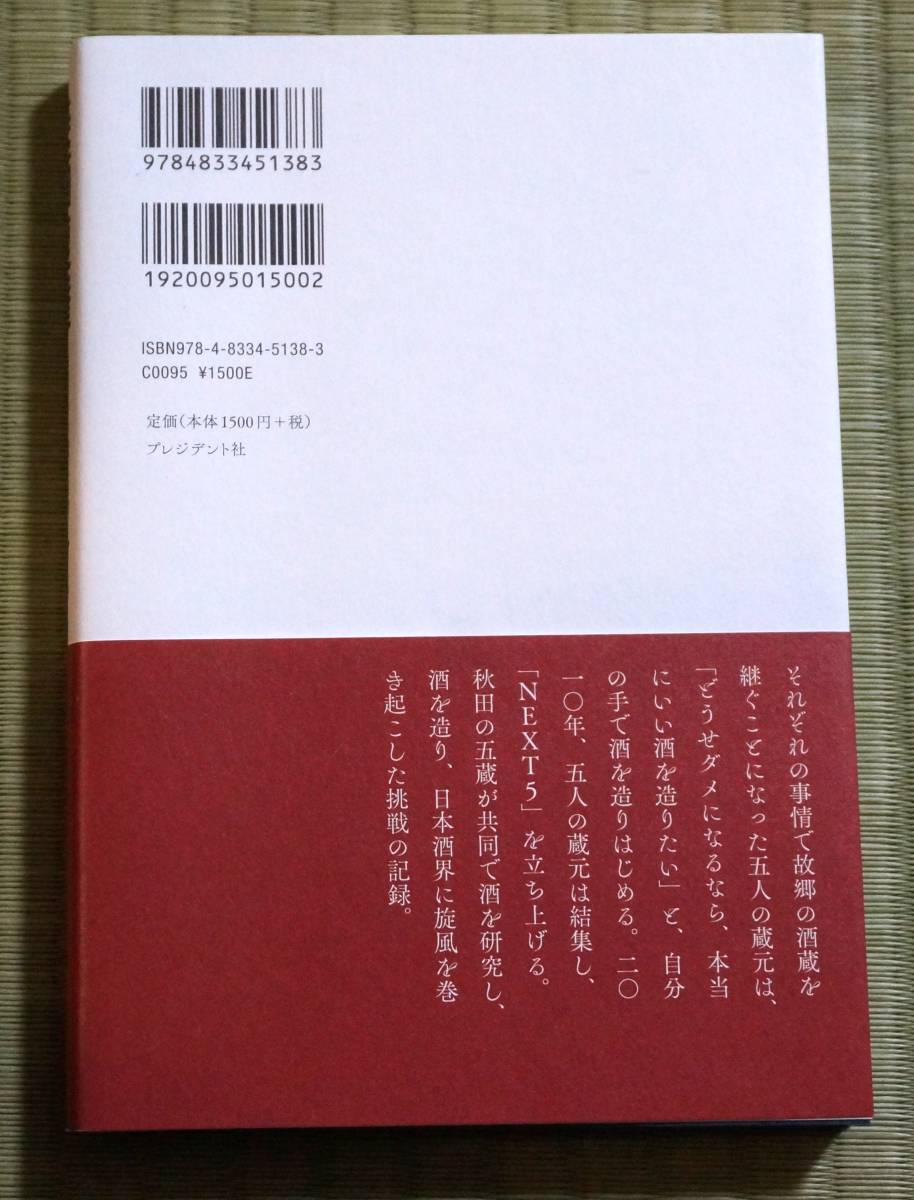 9784833451383
1920095015002
ISBN978-4-8334-5138-3
C0095 ¥1500E
定価(本体1500円+税)
プレジデント社
それぞれの事情で故郷の酒蔵を
継ぐことになった五人の蔵元は、
「どうせダメになるなら、本当
にいい酒を造りたい」と、自分
の手で酒を造りはじめる。二〇
一〇年、五人の蔵元は結集し、
「NEXT5」を立ち上げる。
秋田の五蔵が共同で酒を研究し、
酒を造り、日本酒界に旋風を巻
き起こした挑戦の記録。